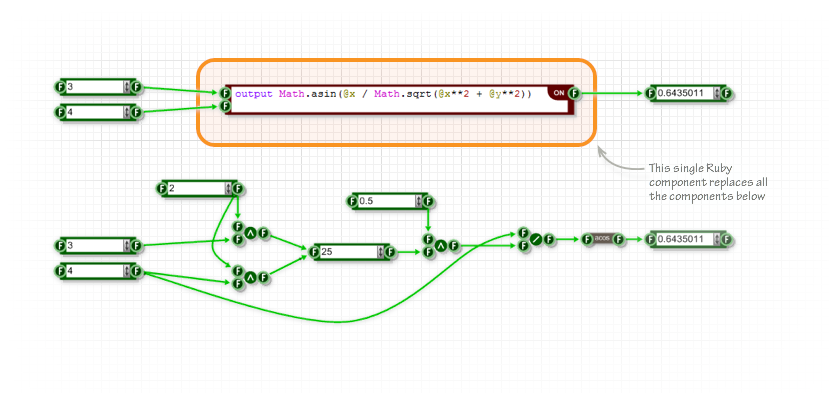 F 3 F
F 4 F
F output Math.asin(@x / Math.sqrt(@x**2 + @y**2)) ON F
F
F 0.6435011 F
This single Ruby
component replaces all
the components below
F 2 F
F 0.5 F
F 3 F
F 4 F
F ∧ F
F
F ∧ F
F
F 25 F
F ∧ F
F
F / F
F
F acos F
F 0.6435011 F